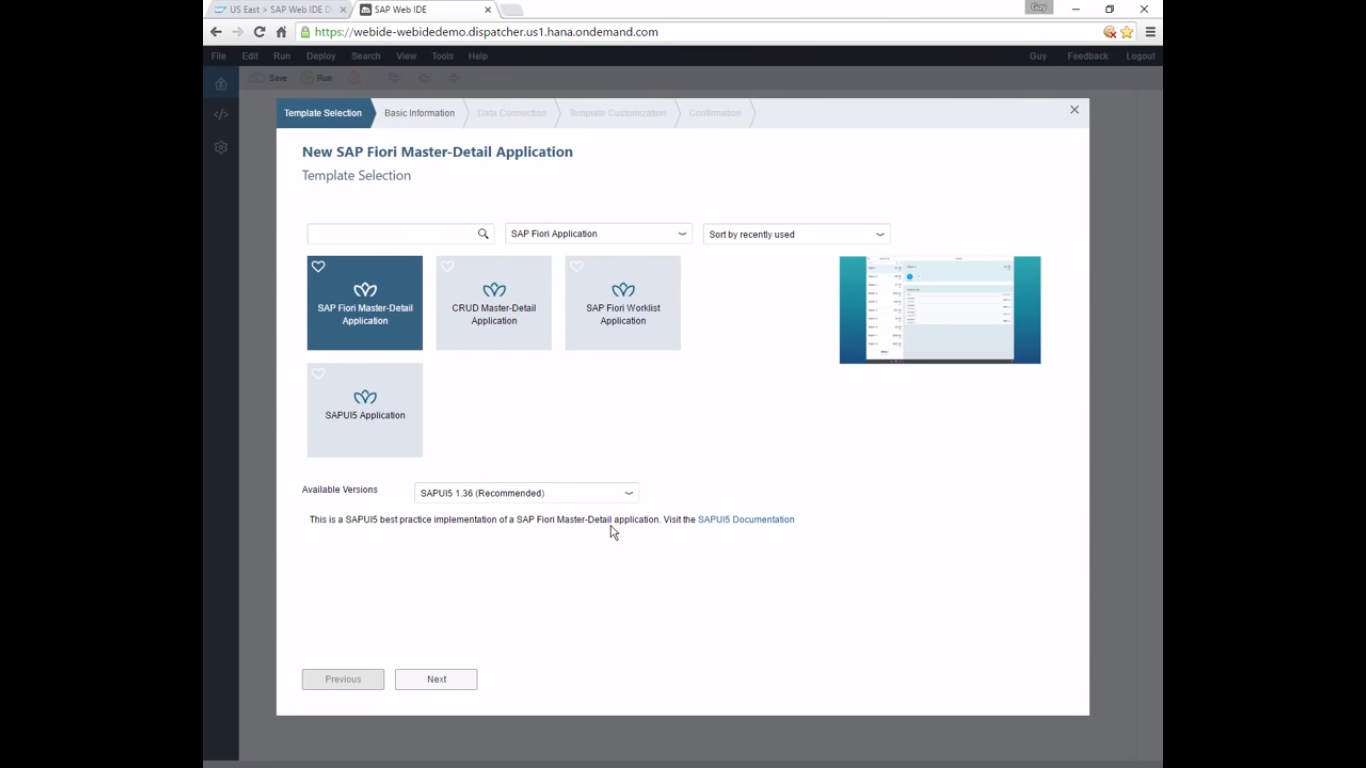 US East > SAP Web IDE D
SAP Web IDE
Guy
https://webide-webidedemo.dispatcher.us1.hana.ondemand.com
File Edit Run Deploy Search View Tools Help Guy Feedback Logout
Save Run
Template Selection Basic Information Data Connection Template Customization Confirmation
New SAP Fiori Master-Detail Application
Template Selection
SAP Fiori Application Sort by recently used
SAP Fiori Master-Detail
Application
CRUD Master-Detail
Application
SAP Fiori Worklist
Application
SAPUI5 Application
Available Versions SAPUI5 1.36 (Recommended)
This is a SAPUI5 best practice implementation of a SAP Fiori Master-Detail application. Visit the SAPUI5 Documentation
Previous Next